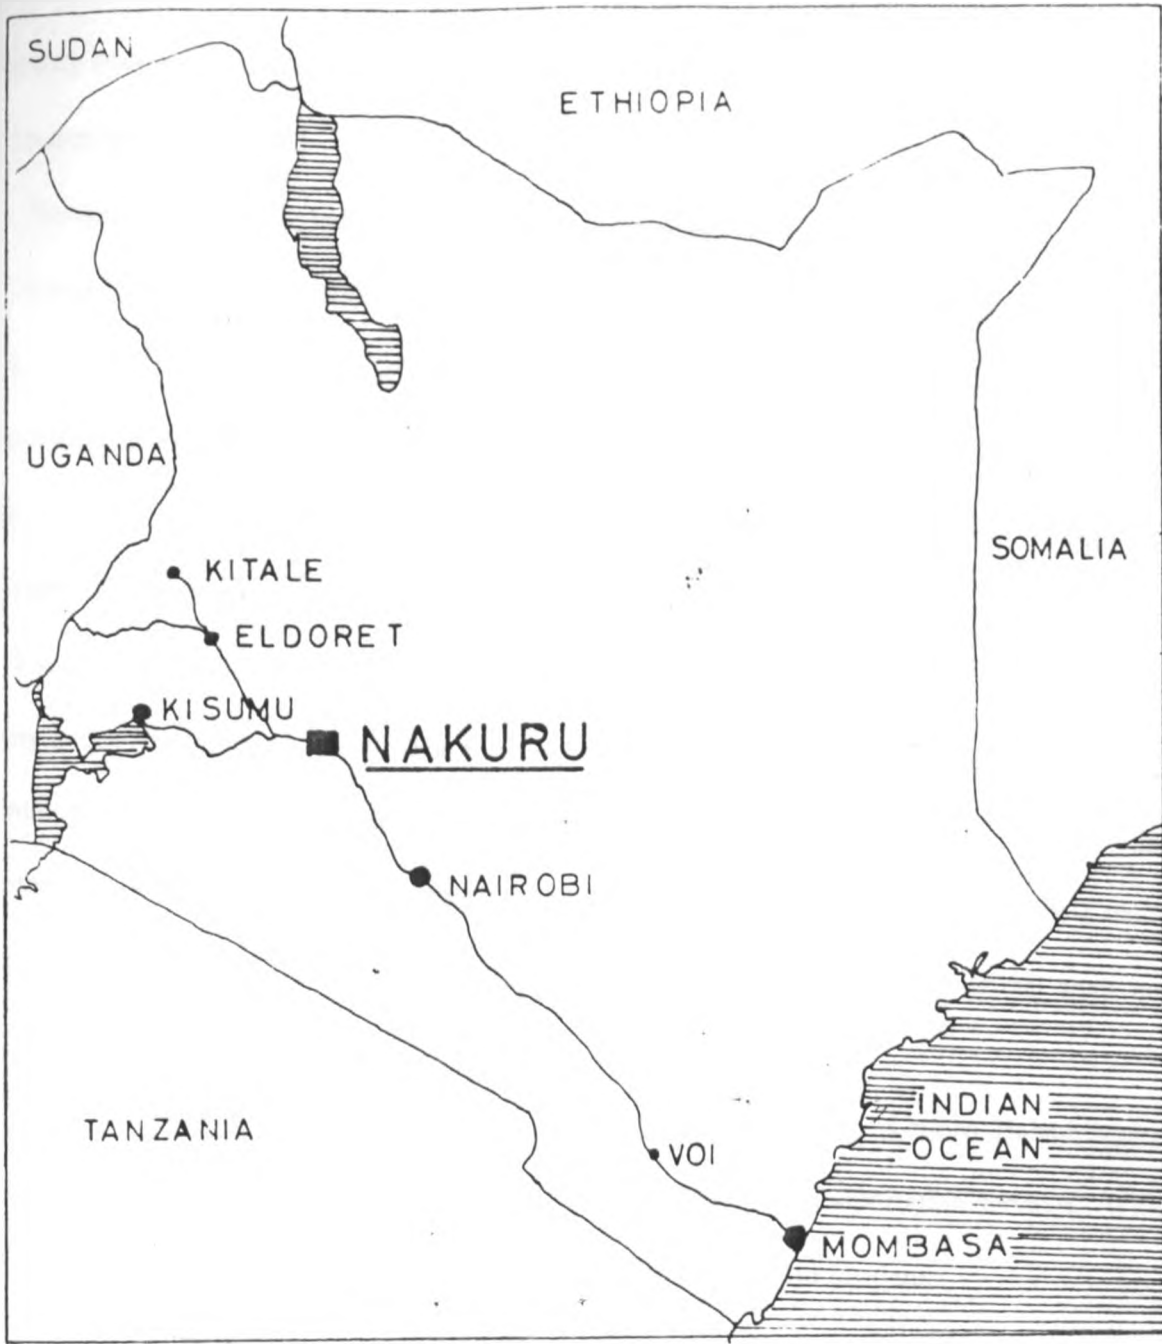 SUDAN
ETHIOPIA
UGANDA
SOMALIA
KITALE
ELDORET
KISUMU
NAKURU
NAIROBI
INDIAN
OCEAN
TANZANIA
VOI
MOMBASA